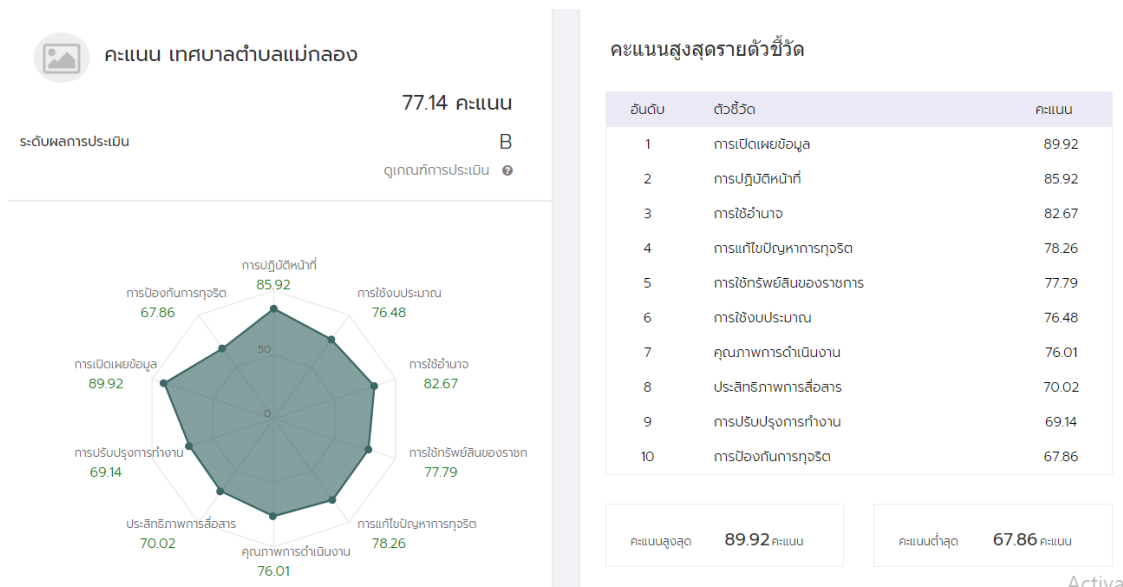 คะแนน เทศบาลตำบลแม่กลอง
77.14 คะแนน
ระดับผลการประเมิน B
ดูเกณฑ์การประเมิน
การปฏิบัติหน้าที่
85.92
การป้องกันการทุจริต
67.86
การใช้งบประมาณ
76.48
การเปิดเผยข้อมูล
89.92
การใช้อำนาจ
82.67
50
0
การปรับปรุงการทำงาน
69.14
การใช้ทรัพย์สินของราชก
77.79
ประสิทธิภาพการสื่อสาร
70.02
การแก้ไขปัญหาการทุจริต
78.26
คุณภาพการดำเนินงาน
76.01
คะแนนสูงสุดรายตัวชี้วัด
อันดับ ตัวชี้วัด คะแนน
1 การเปิดเผยข้อมูล 89.92
2 การปฏิบัติหน้าที่ 85.92
3 การใช้อำนาจ 82.67
4 การแก้ไขปัญหาการทุจริต 78.26
5 การใช้ทรัพย์สินของราชการ 77.79
6 การใช้งบประมาณ 76.48
7 คุณภาพการดำเนินงาน 76.01
8 ประสิทธิภาพการสื่อสาร 70.02
9 การปรับปรุงการทำงาน 69.14
10 การป้องกันการทุจริต 67.86
คะแนนสูงสุด 89.92 คะแนน
คะแนนต่ำสุด 67.86 คะแนน
Activa